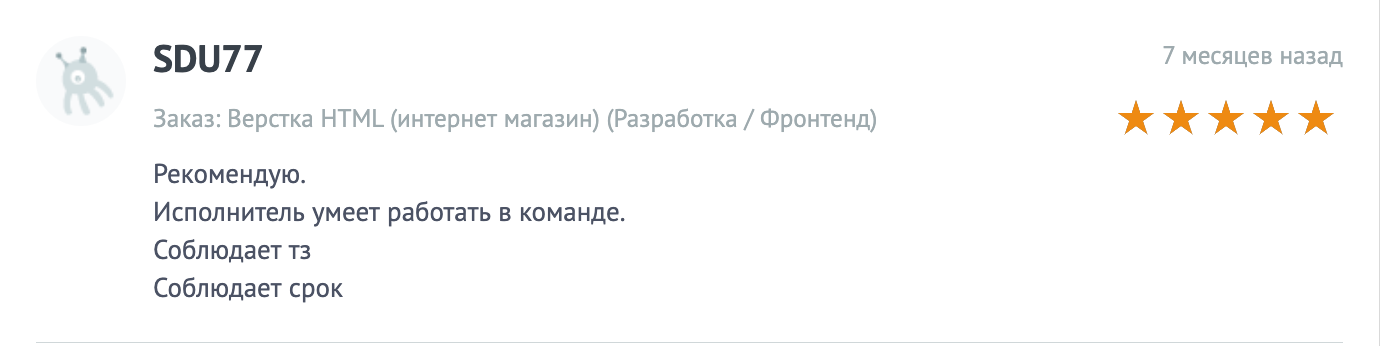 SDU77
7 месяцев назад
Заказ: Верстка HTML (интернет магазин) (Разработка / Фронтенд)
Рекомендую.
Исполнитель умеет работать в команде.
Соблюдает тз
Соблюдает срок